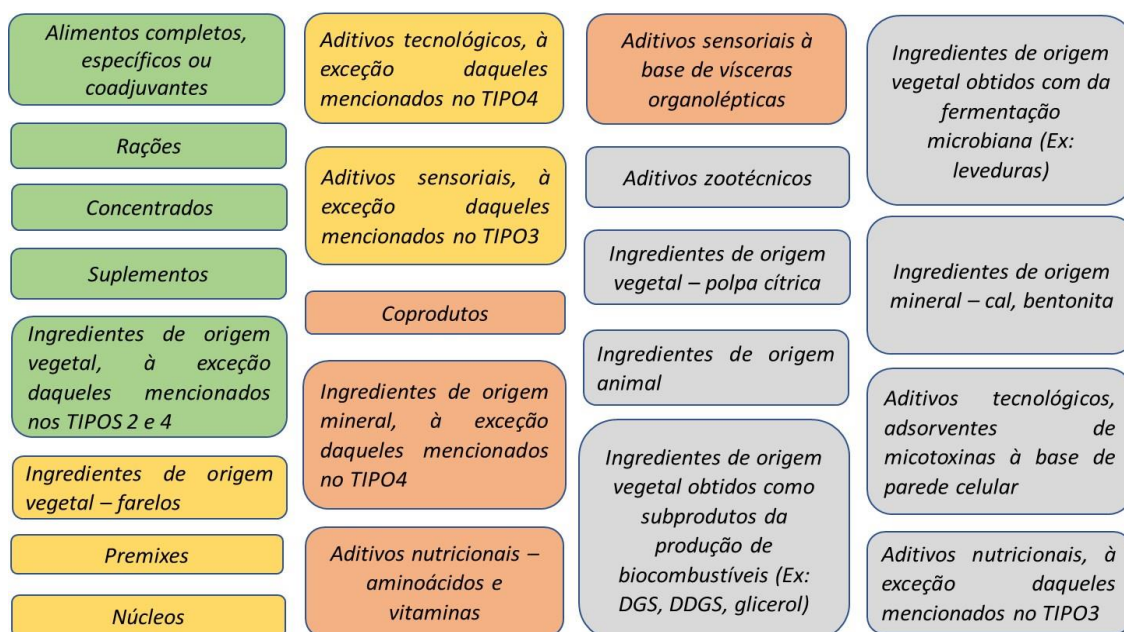 Alimentos completos,
específicos ou
coadjuvantes
Rações
Concentrados
Suplementos
Ingredientes de origem
vegetal, à exceção
daqueles mencionados
nos TIPOS 2 e 4
Ingredientes de origem
vegetal – farelos
Premixes
Núcleos
Aditivos tecnológicos, à
exceção daqueles
mencionados no TIPO4
Aditivos sensoriais, à
exceção daqueles
mencionados no TIPO3
Coprodutos
Ingredientes de origem
mineral, à exceção
daqueles mencionados
no TIPO4
Aditivos nutricionais –
aminoácidos e
vitaminas
Aditivos sensoriais à
base de vísceras
organolépticas
Aditivos zootécnicos
Ingredientes de origem
vegetal – polpa cítrica
Ingredientes de origem
animal
Ingredientes de origem
vegetal obtidos como
subprodutos da
produção de
biocombustíveis (Ex:
DGS, DDGS, glicerol)
Ingredientes de origem
vegetal obtidos com da
fermentação
microbiana (Ex:
leveduras)
Ingredientes de origem
mineral – cal, bentonita
Aditivos tecnológicos,
adsorventes de
micotoxinas à base de
parede celular
Aditivos nutricionais, à
exceção daqueles
mencionados no TIPO3